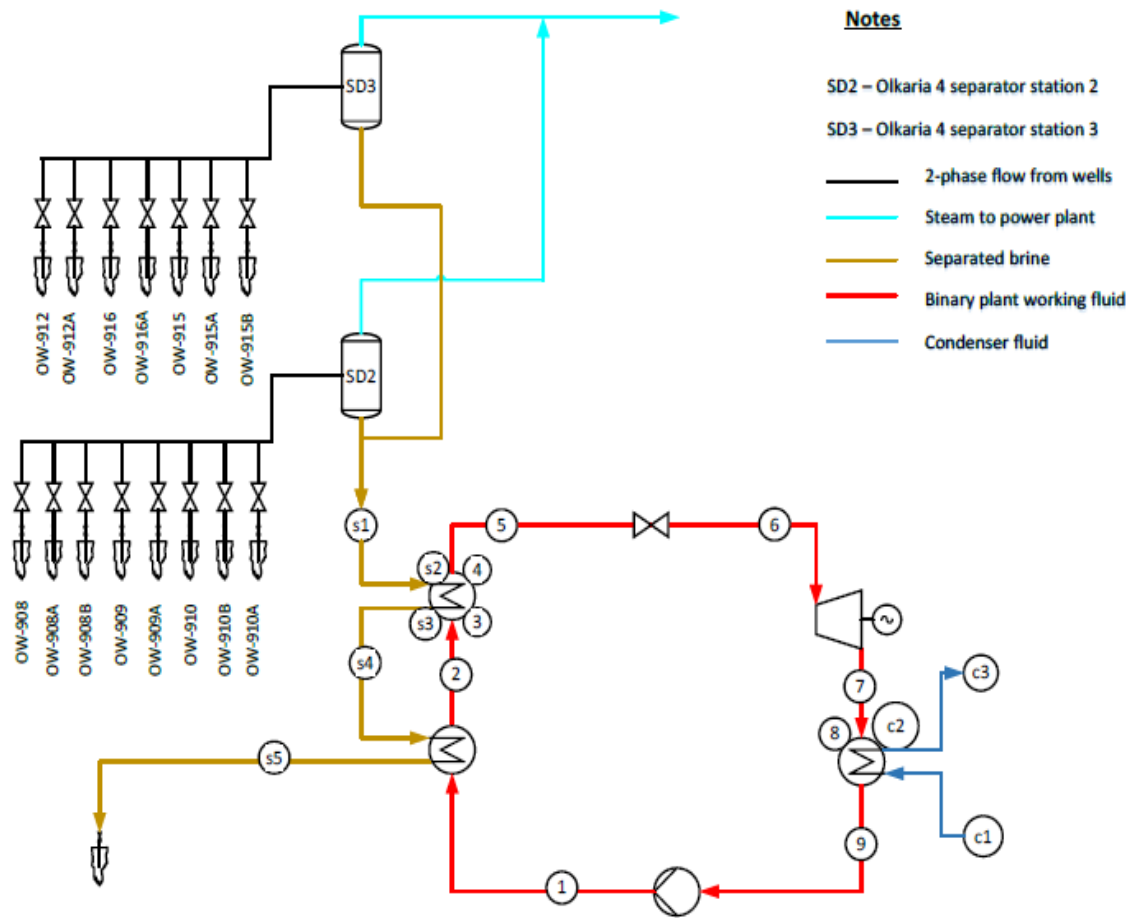 Notes
SD2 – Olkaria 4 separator station 2
SD3 – Olkaria 4 separator station 3
2-phase flow from wells
Steam to power plant
Separated brine
Binary plant working fluid
Condenser fluid
SD3
OW-912
OW-912A
OW-916
OW-916A
OW-915
OW-915A
OW-915B
SD2
OW-908
OW-908A
OW-908B
OW-909
OW-909A
OW-910
OW-910B
OW-910A
s1
5
6
s2
4
s3
3
~
s4
2
7
c3
8
c2
s5
9
c1
1